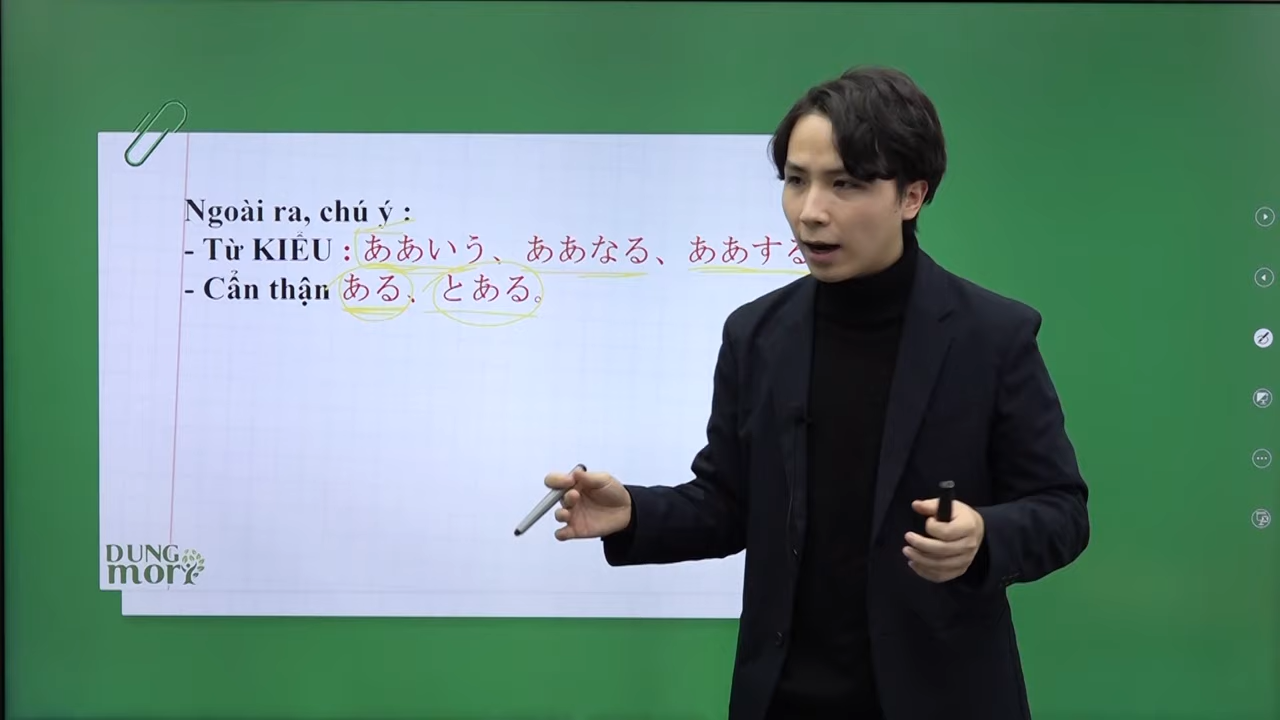 Ngoài ra, chú ý :
- Từ KIỂU : ああいう、ああなる、ああする
- Cẩn thận ある、とある。
DUNG
mori